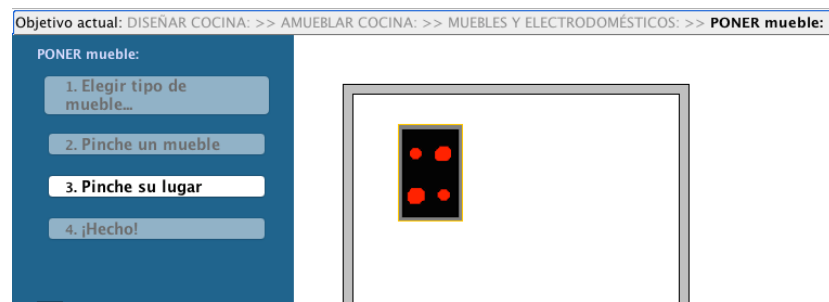 Objetivo actual: DISEÑAR COCINA: >> AMUEBLAR COCINA: >> MUEBLES Y ELECTRODOMÉSTICOS: >> PONER mueble:
PONER mueble:
1. Elegir tipo de
mueble...
2. Pinche un mueble
3. Pinche su lugar
4. ¡Hecho!